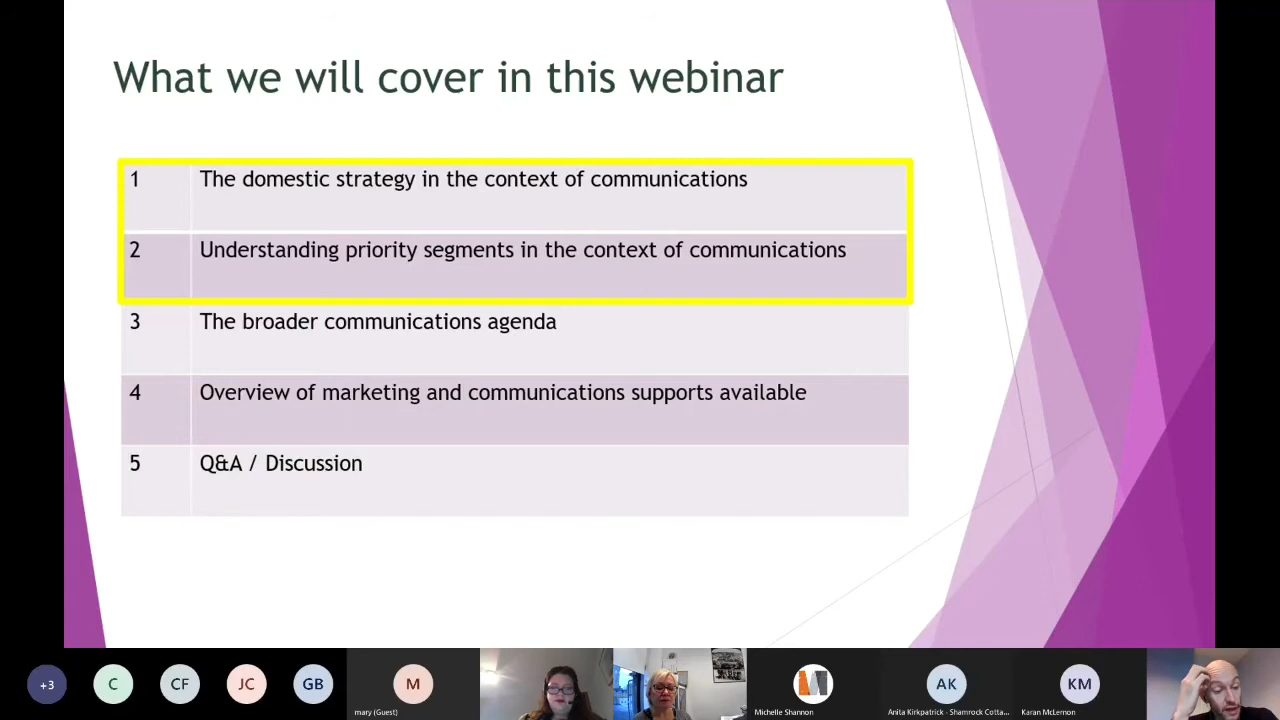 What we will cover in this webinar
1 The domestic strategy in the context of communications
2 Understanding priority segments in the context of communications
3 The broader communications agenda
4 Overview of marketing and communications supports available
5 Q&A / Discussion
+3 C CF JC GB M AK KM
mary (Guest) Michelle Shannon Anita Kirkpatrick - Shamrock Cotta... Karan McLernon